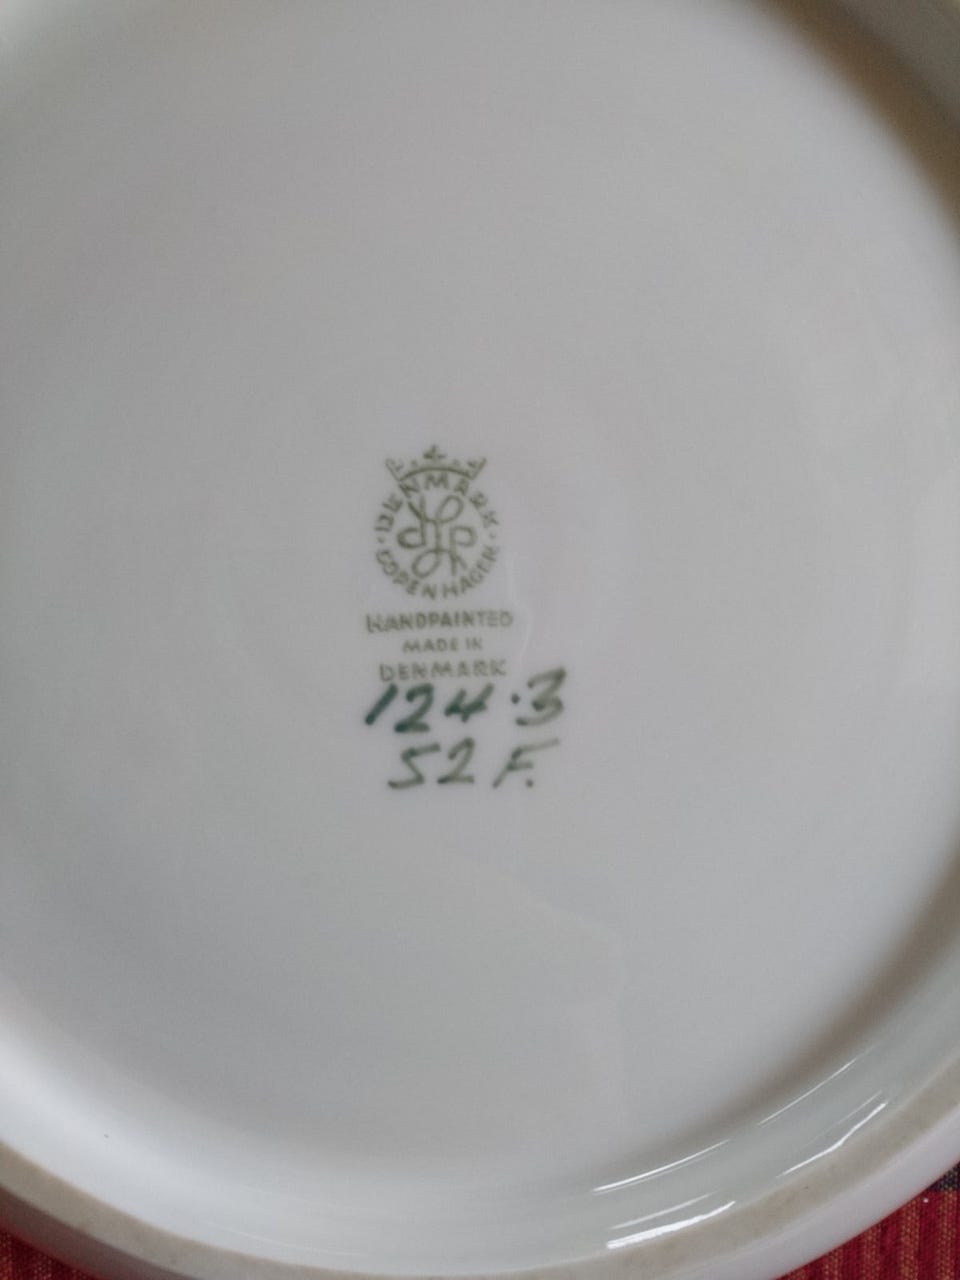 DENMARK
COPENHAGEN
HANDPAINTED
MADE IN
DENMARK
124.3
52 F.